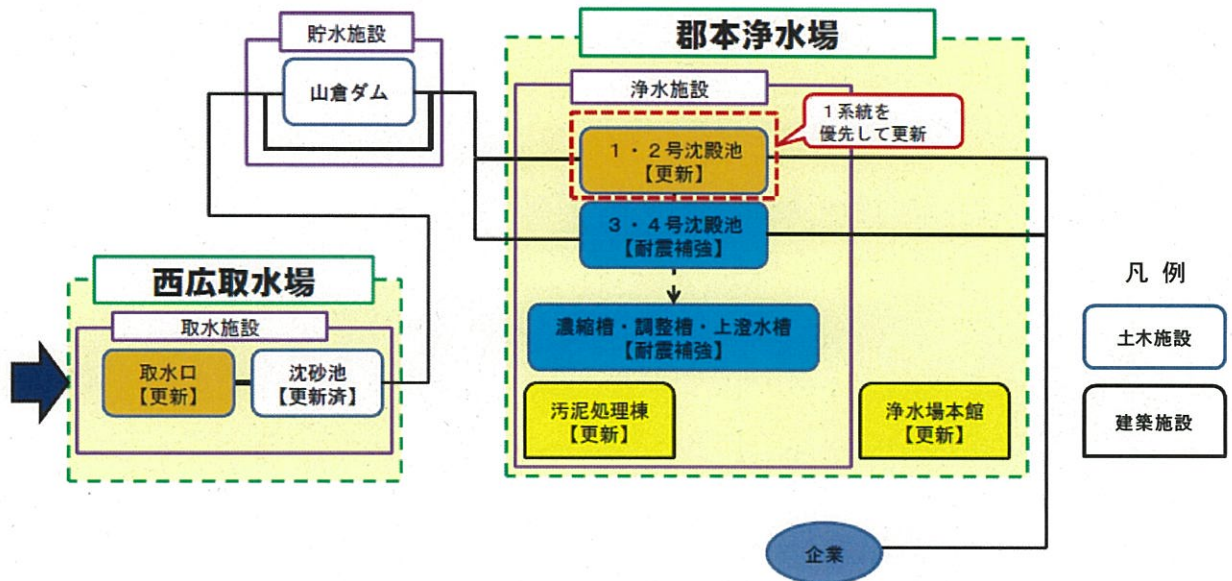 貯水施設
山倉ダム
郡本浄水場
浄水施設
1系統を
優先して更新
1・2号沈殿池
【更新】
3・4号沈殿池
【耐震補強】
濃縮槽・調整槽・上澄水槽
【耐震補強】
汚泥処理棟
【更新】
浄水場本館
【更新】
西広取水場
取水施設
取水口
【更新】
沈砂池
【更新済】
企業
凡 例
土木施設
建築施設